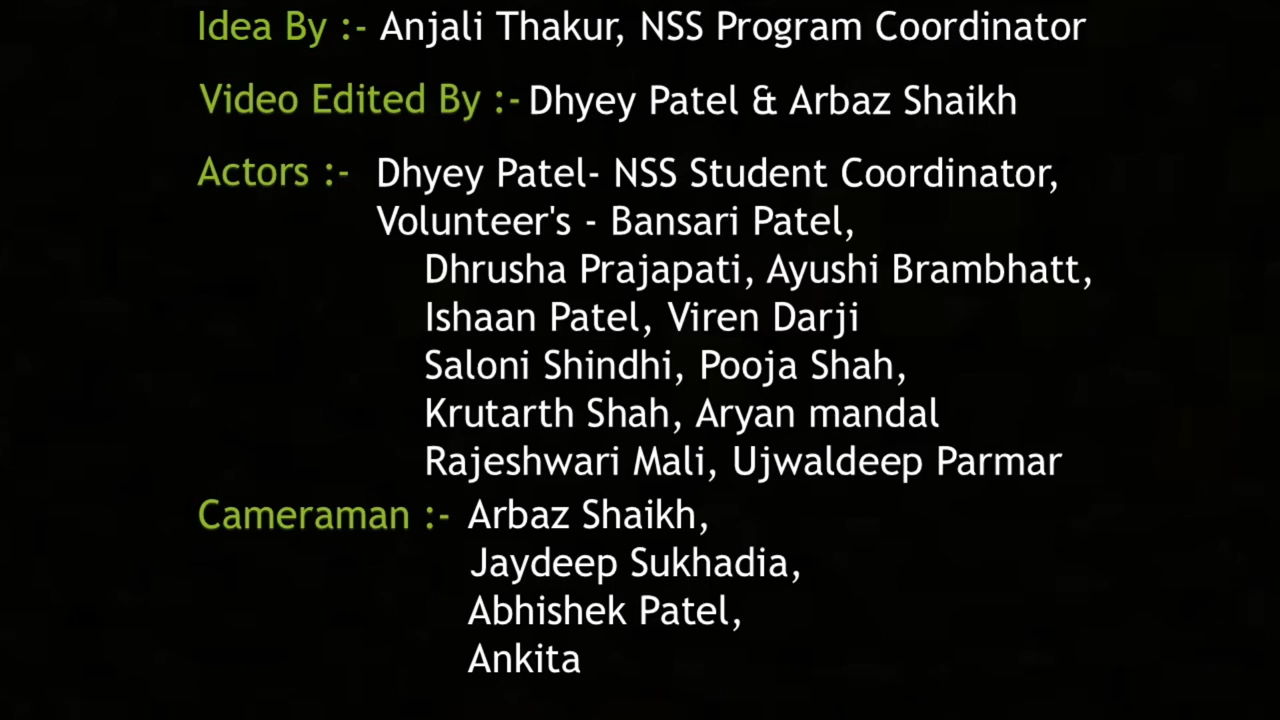 Idea By :- Anjali Thakur, NSS Program Coordinator
Video Edited By :- Dhyey Patel & Arbaz Shaikh
Actors :- Dhyey Patel- NSS Student Coordinator,
Volunteer's - Bansari Patel,
Dhrusha Prajapati, Ayushi Brambhatt,
Ishaan Patel, Viren Darji
Saloni Shindhi, Pooja Shah,
Krutarth Shah, Aryan mandal
Rajeshwari Mali, Ujwaldeep Parmar
Cameraman :- Arbaz Shaikh,
Jaydeep Sukhadia,
Abhishek Patel,
Ankita